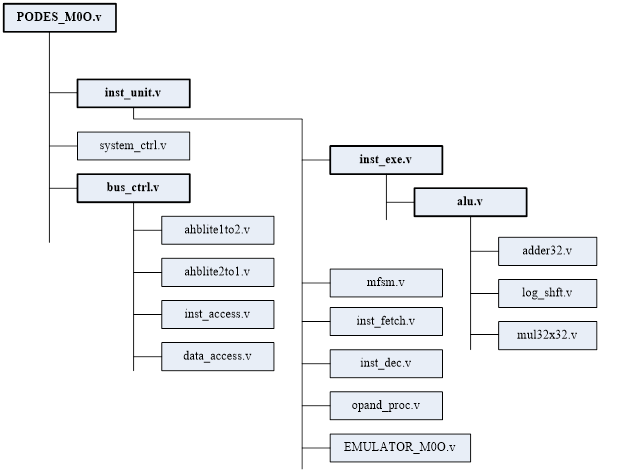 PODES_M0O.v
inst_unit.v
system_ctrl.v
bus_ctrl.v
ahblite1to2.v
ahblite2to1.v
inst_access.v
data_access.v
inst_exe.v
alu.v
adder32.v
log_shft.v
mul32x32.v
mfsm.v
inst_fetch.v
inst_dec.v
opand_proc.v
EMULATOR_M0O.v